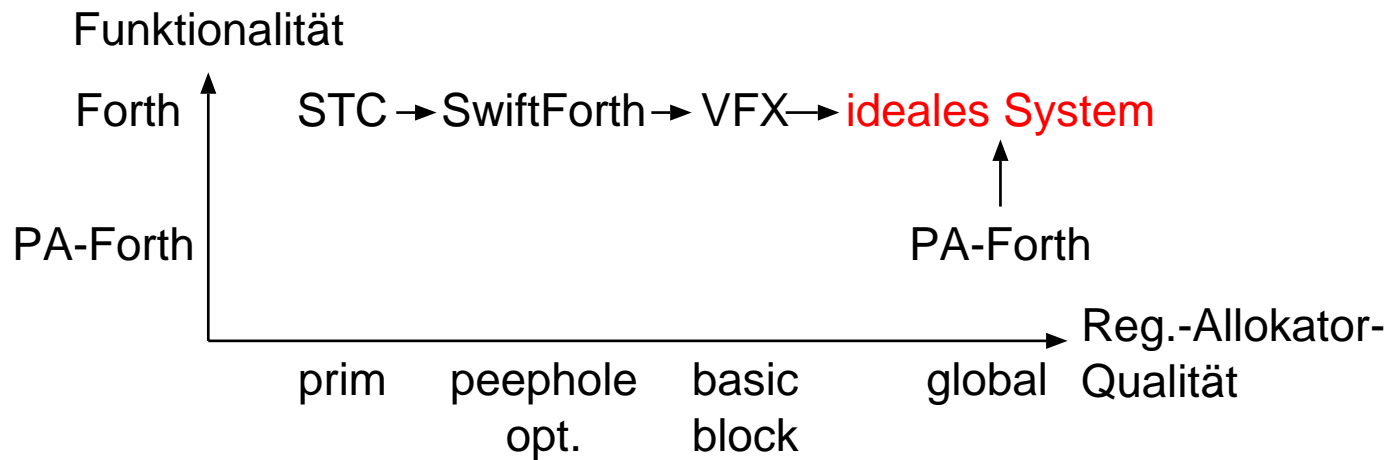 Funktionalität
Forth STC SwiftForth VFX ideales System
PA-Forth PA-Forth
Reg.-Allokator-
prim peephole basic global Qualität
opt. block